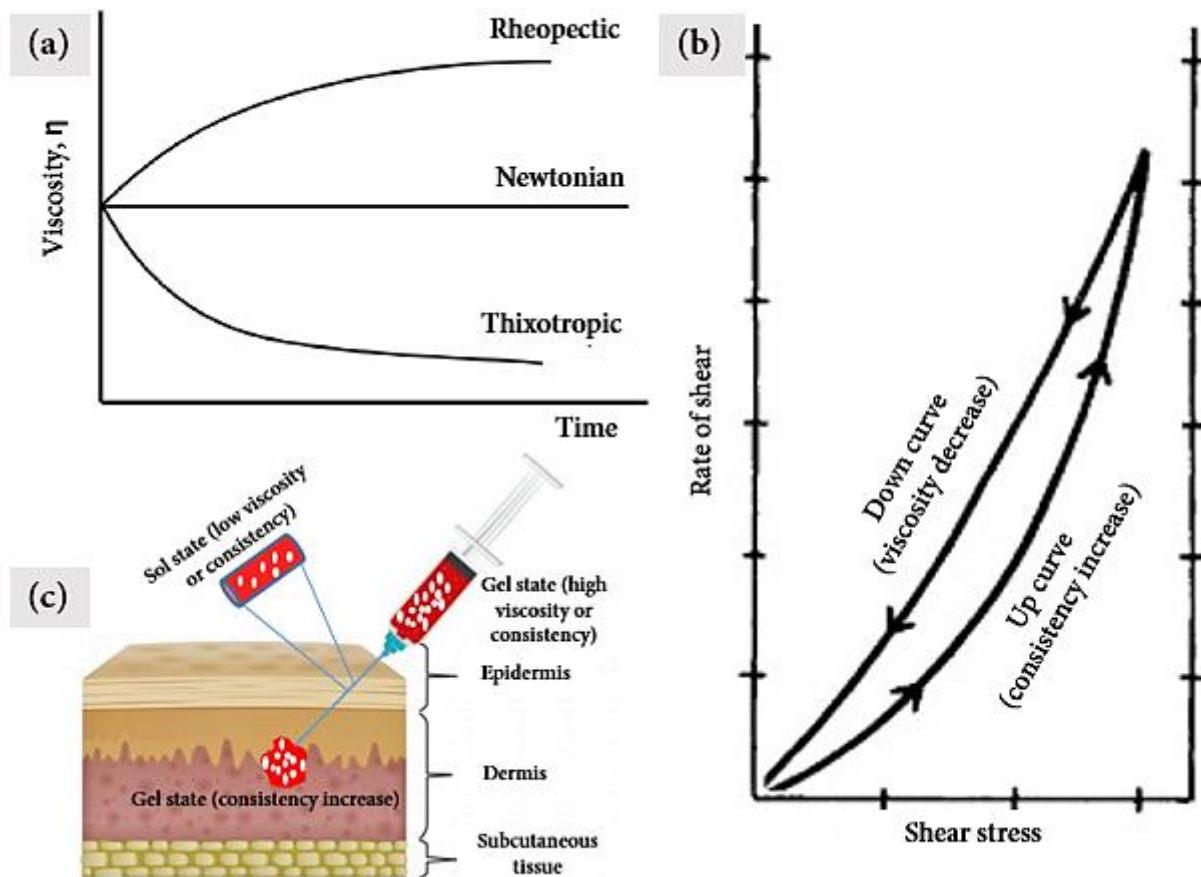 (a)
Rheopectic
Newtonian
Thixotropic
Viscosity, η
Time
(b)
Rate of shear
Down curve
(viscosity decrease)
Up curve
(consistency increase)
Shear stress
(c)
Sol state (low viscosity
or consistency)
Gel state (high
viscosity or
consistency)
Epidermis
Dermis
Gel state (consistency increase)
Subcutaneous
tissue